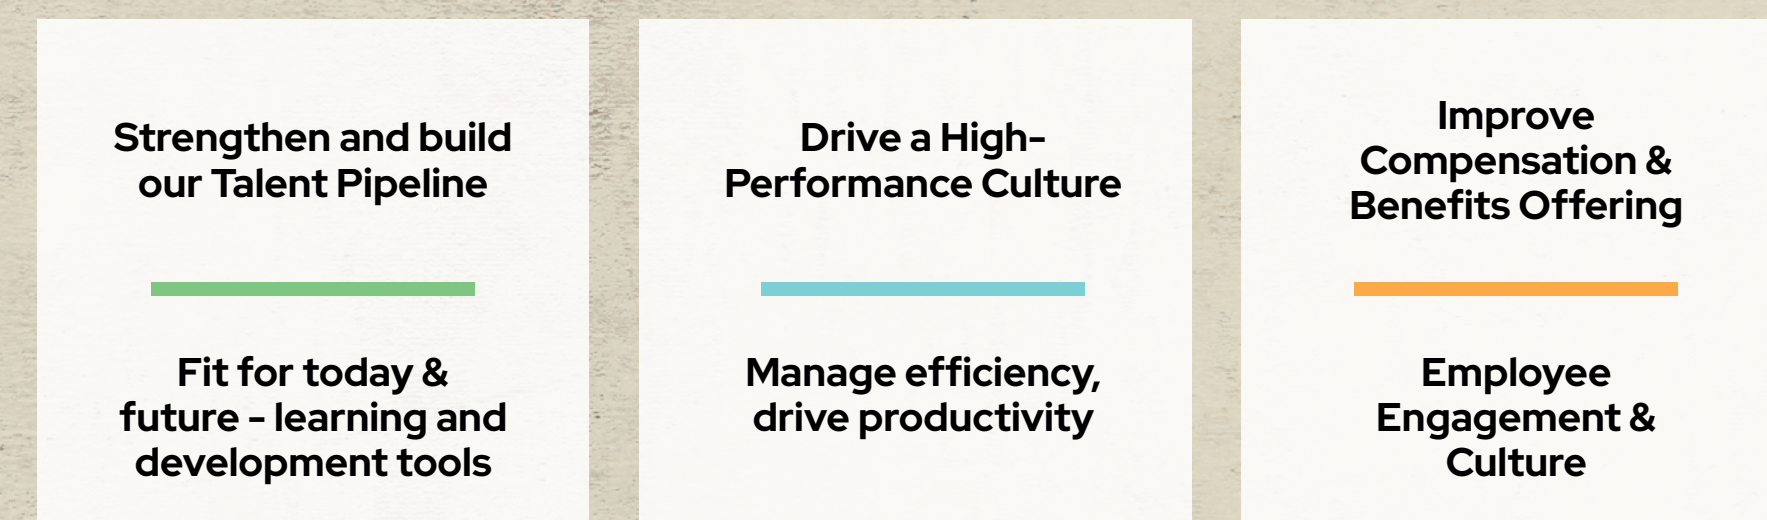 Strengthen and build
our Talent Pipeline
Fit for today &
future - learning and
development tools
Drive a High-
Performance Culture
Manage efficiency,
drive productivity
Improve
Compensation &
Benefits Offering
Employee
Engagement &
Culture